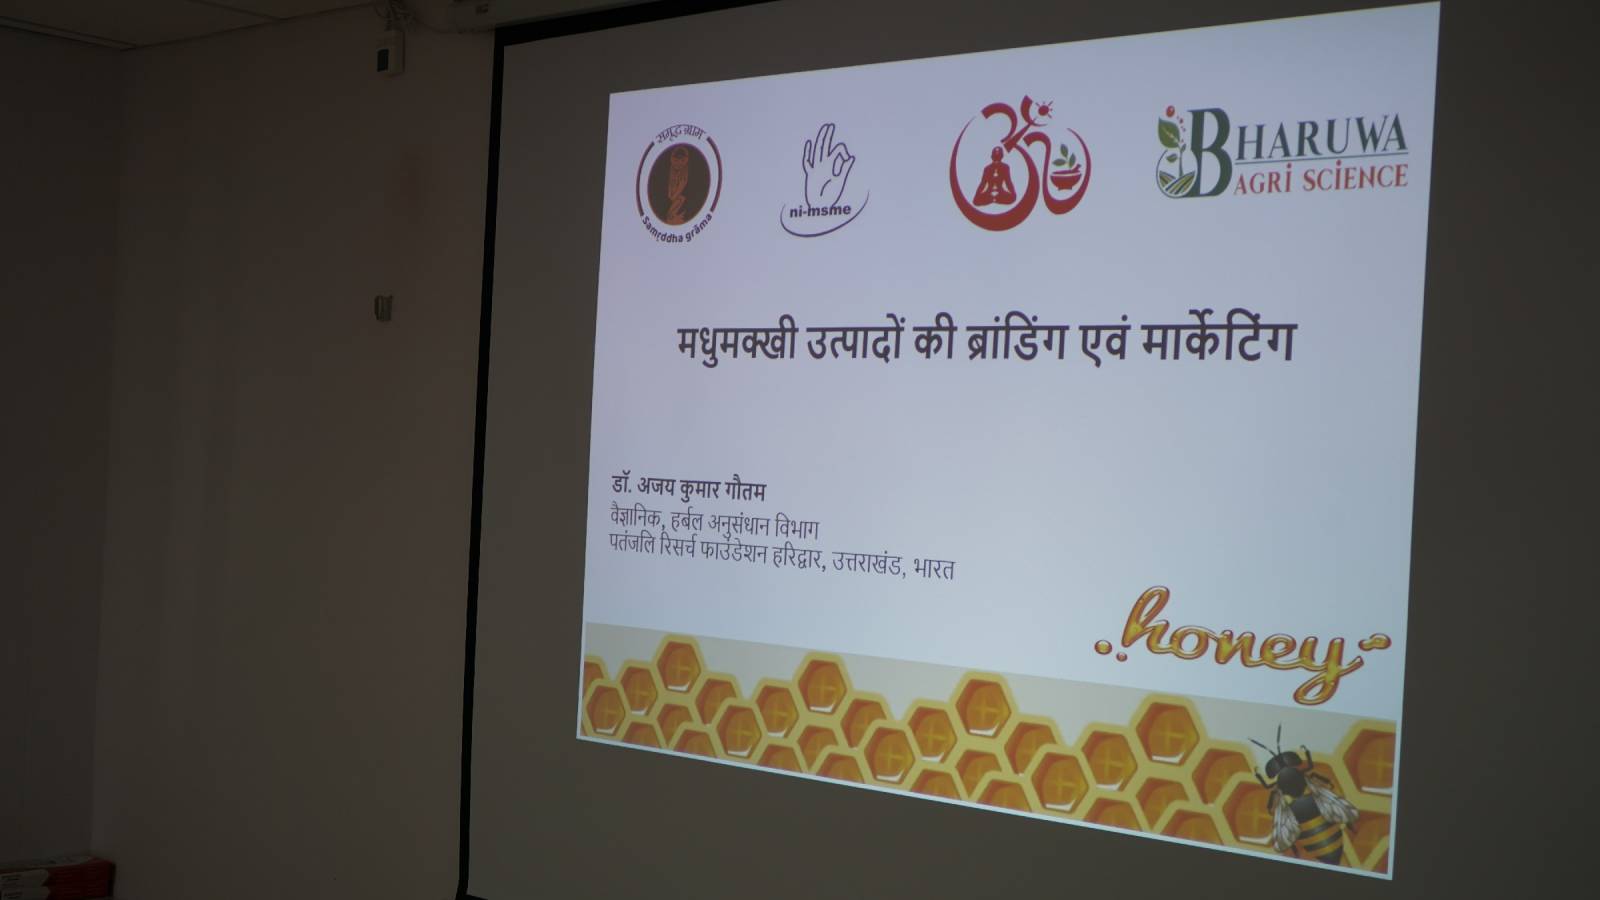 समृद्ध ग्राम
Samṛddha grāma
ni-msme
BHARUWA
AGRI SCIENCE
मधुमक्खी उत्पादों की ब्रांडिंग एवं मार्केटिंग
डॉ. अजय कुमार गौतम
वैज्ञानिक, हर्बल अनुसंधान विभाग
पतंजलि रिसर्च फाउंडेशन हरिद्वार, उत्तराखंड, भारत
honey